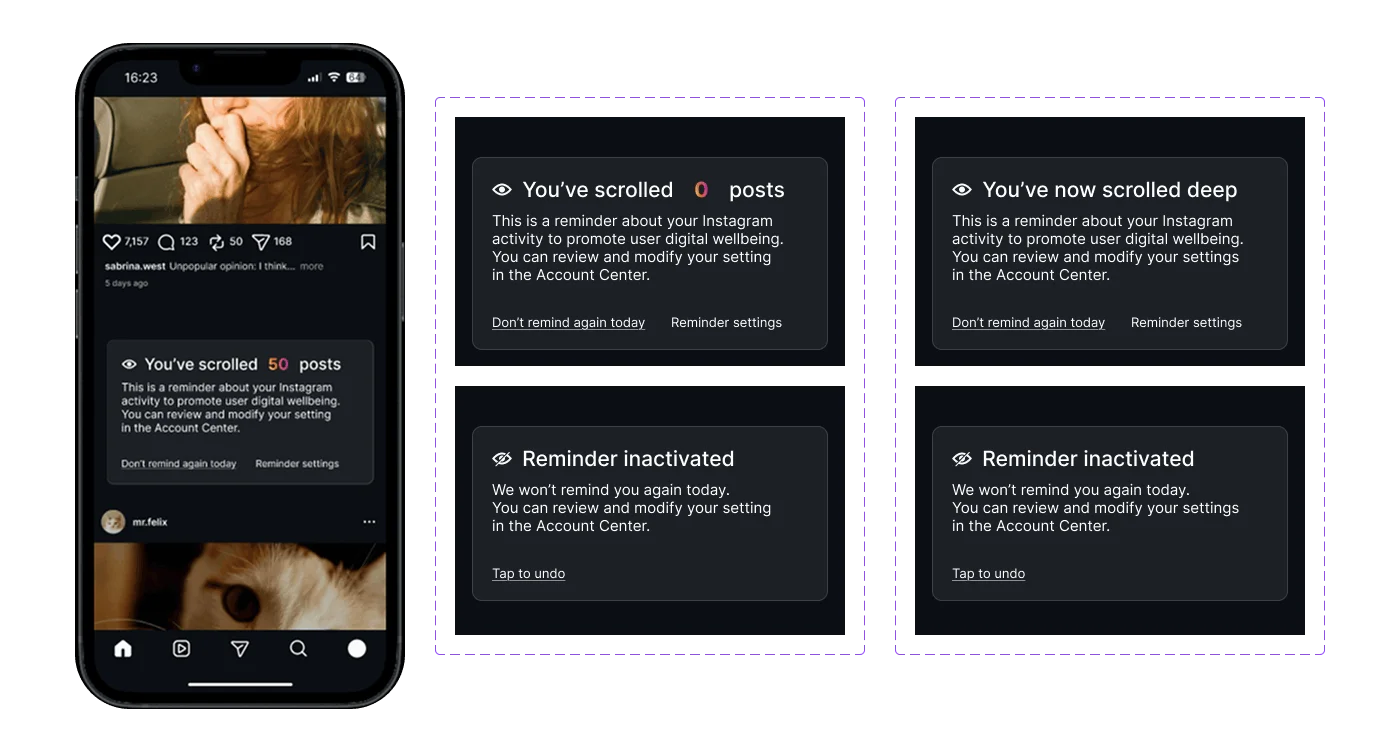 16:23
64
7,157 123 50 168
sabrina.west Unpopular opinion: I think... more
5 days ago
You’ve scrolled 50 posts
This is a reminder about your Instagram
activity to promote user digital wellbeing.
You can review and modify your setting
in the Account Center.
Don’t remind again today Reminder settings
mr.felix
You’ve scrolled 0 posts
This is a reminder about your Instagram
activity to promote user digital wellbeing.
You can review and modify your setting
in the Account Center.
Don’t remind again today Reminder settings
Reminder inactivated
We won’t remind you again today.
You can review and modify your setting
in the Account Center.
Tap to undo
You’ve now scrolled deep
This is a reminder about your Instagram
activity to promote user digital wellbeing.
You can review and modify your settings
in the Account Center.
Don’t remind again today Reminder settings
Reminder inactivated
We won’t remind you again today.
You can review and modify your settings
in the Account Center.
Tap to undo